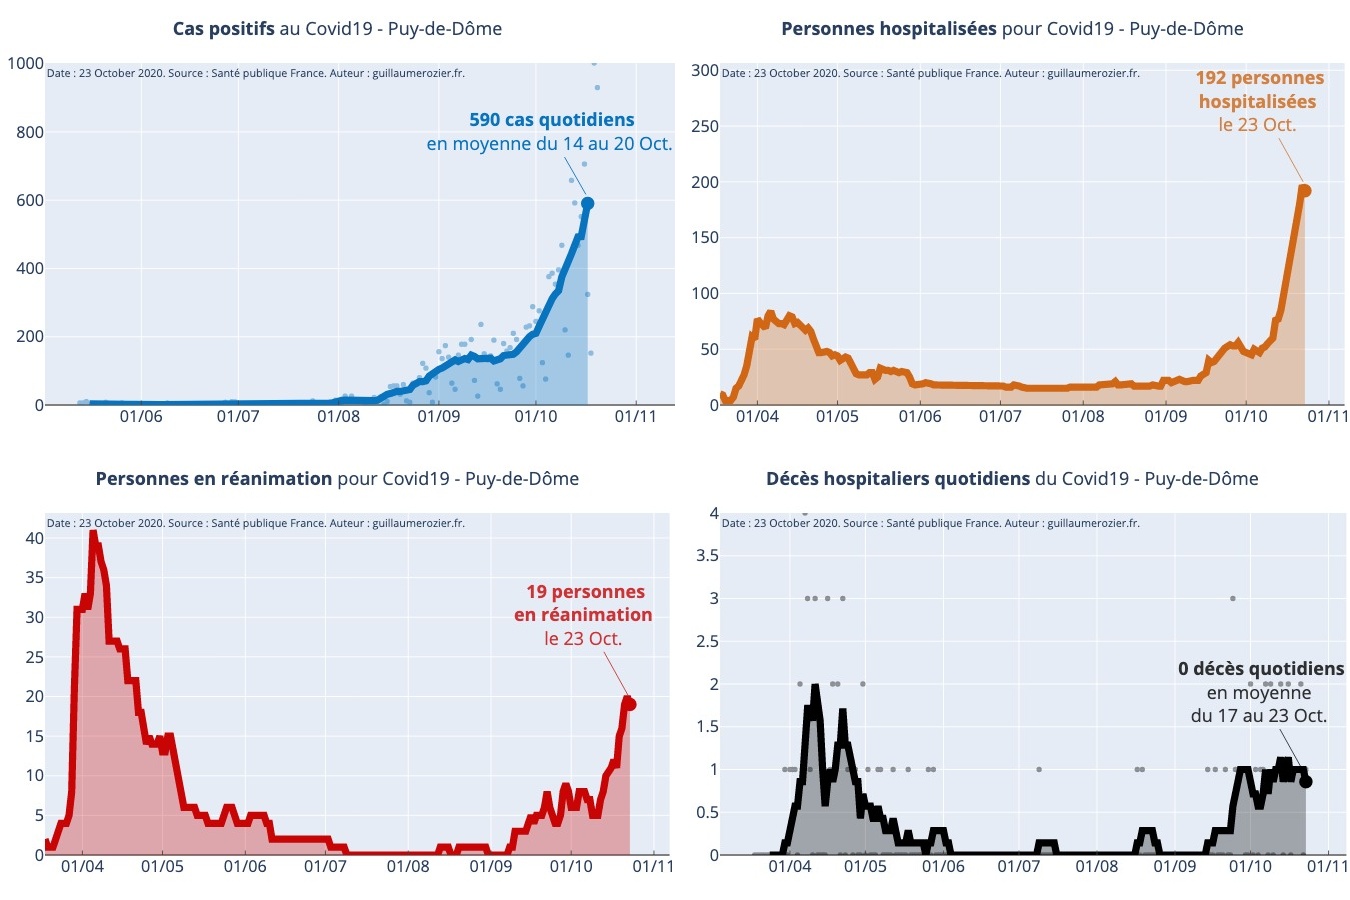 Cas positifs au Covid19 - Puy-de-Dôme
Date : 23 October 2020. Source : Santé publique France. Auteur : guillaumerozier.fr.
590 cas quotidiens
en moyenne du 14 au 20 Oct.
1000
800
600
400
200
0
01/06 01/07 01/08 01/09 01/10 01/11
Personnes hospitalisées pour Covid19 - Puy-de-Dôme
Date : 23 October 2020. Source : Santé publique France. Auteur : guillaumerozier.fr.
192 personnes
hospitalisées
le 23 Oct.
300
250
200
150
100
50
0
01/04 01/05 01/06 01/07 01/08 01/09 01/10 01/11
Personnes en réanimation pour Covid19 - Puy-de-Dôme
Date : 23 October 2020. Source : Santé publique France. Auteur : guillaumerozier.fr.
19 personnes
en réanimation
le 23 Oct.
40
35
30
25
20
15
10
5
0
01/04 01/05 01/06 01/07 01/08 01/09 01/10 01/11
Décès hospitaliers quotidiens du Covid19 - Puy-de-Dôme
Date : 23 October 2020. Source : Santé publique France. Auteur : guillaumerozier.fr.
0 décès quotidiens
en moyenne
du 17 au 23 Oct.
4
3.5
3
2.5
2
1.5
1
0.5
0
01/04 01/05 01/06 01/07 01/08 01/09 01/10 01/11